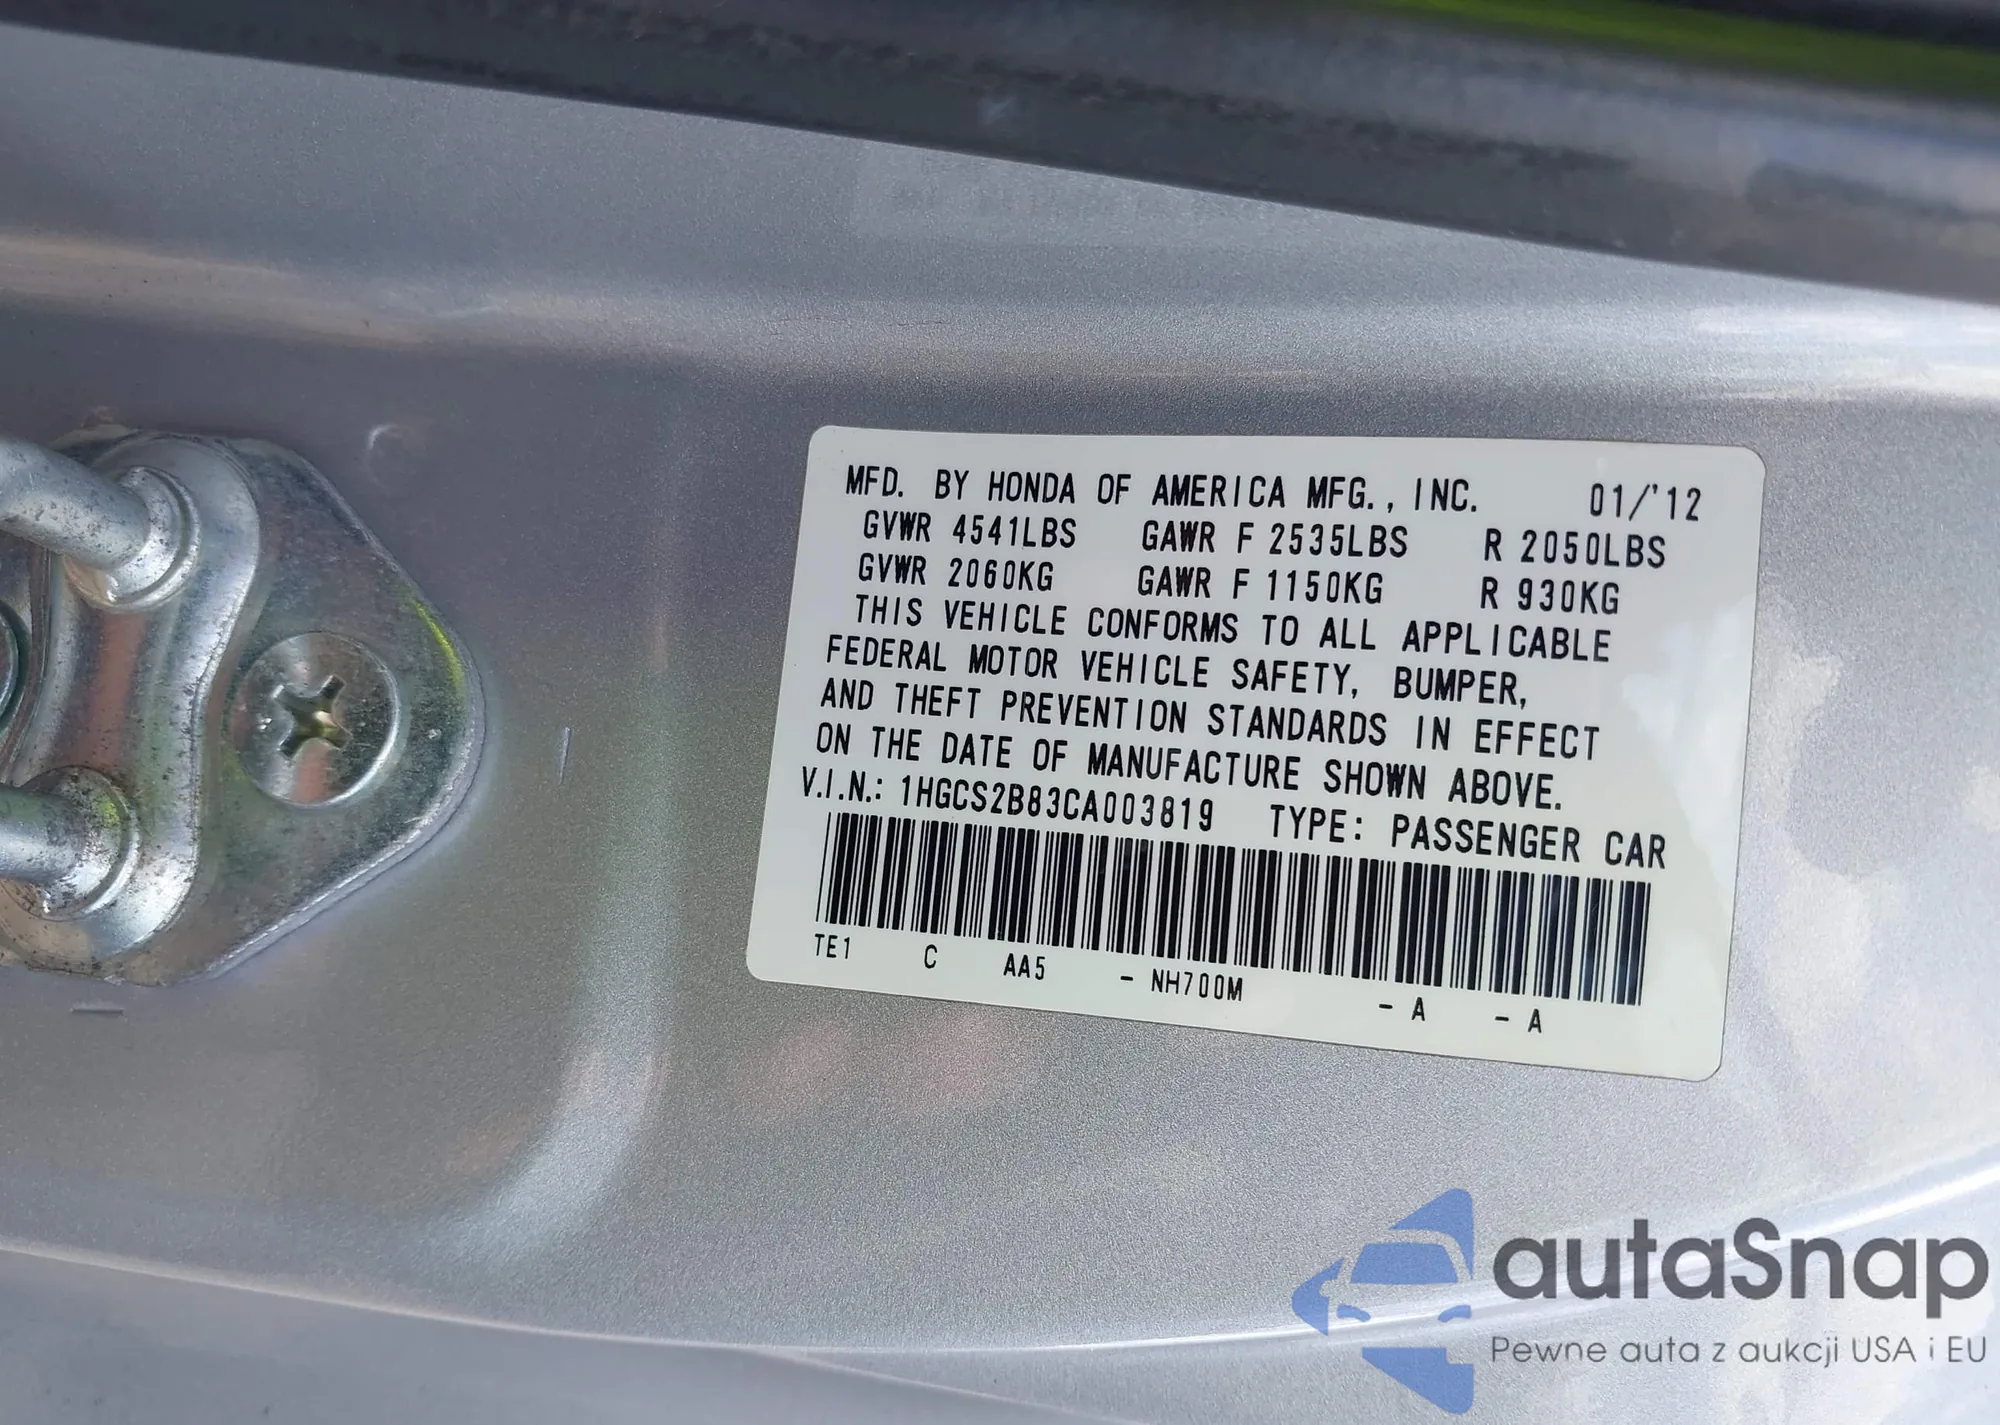 MFD. BY HONDA OF AMERICA MFG., INC. 01/'12
GVWR 4541LBS GAWR F 2535LBS R 2050LBS
GVWR 2060KG GAWR F 1150KG R 930KG
THIS VEHICLE CONFORMS TO ALL APPLICABLE
FEDERAL MOTOR VEHICLE SAFETY, BUMPER,
AND THEFT PREVENTION STANDARDS IN EFFECT
ON THE DATE OF MANUFACTURE SHOWN ABOVE.
V.I.N.: 1HGCS2B83CA003819 TYPE: PASSENGER CAR
TE1 C AA5 - NH700M - A - A
autaSnap
Pewne auta z aukcji USA i EU